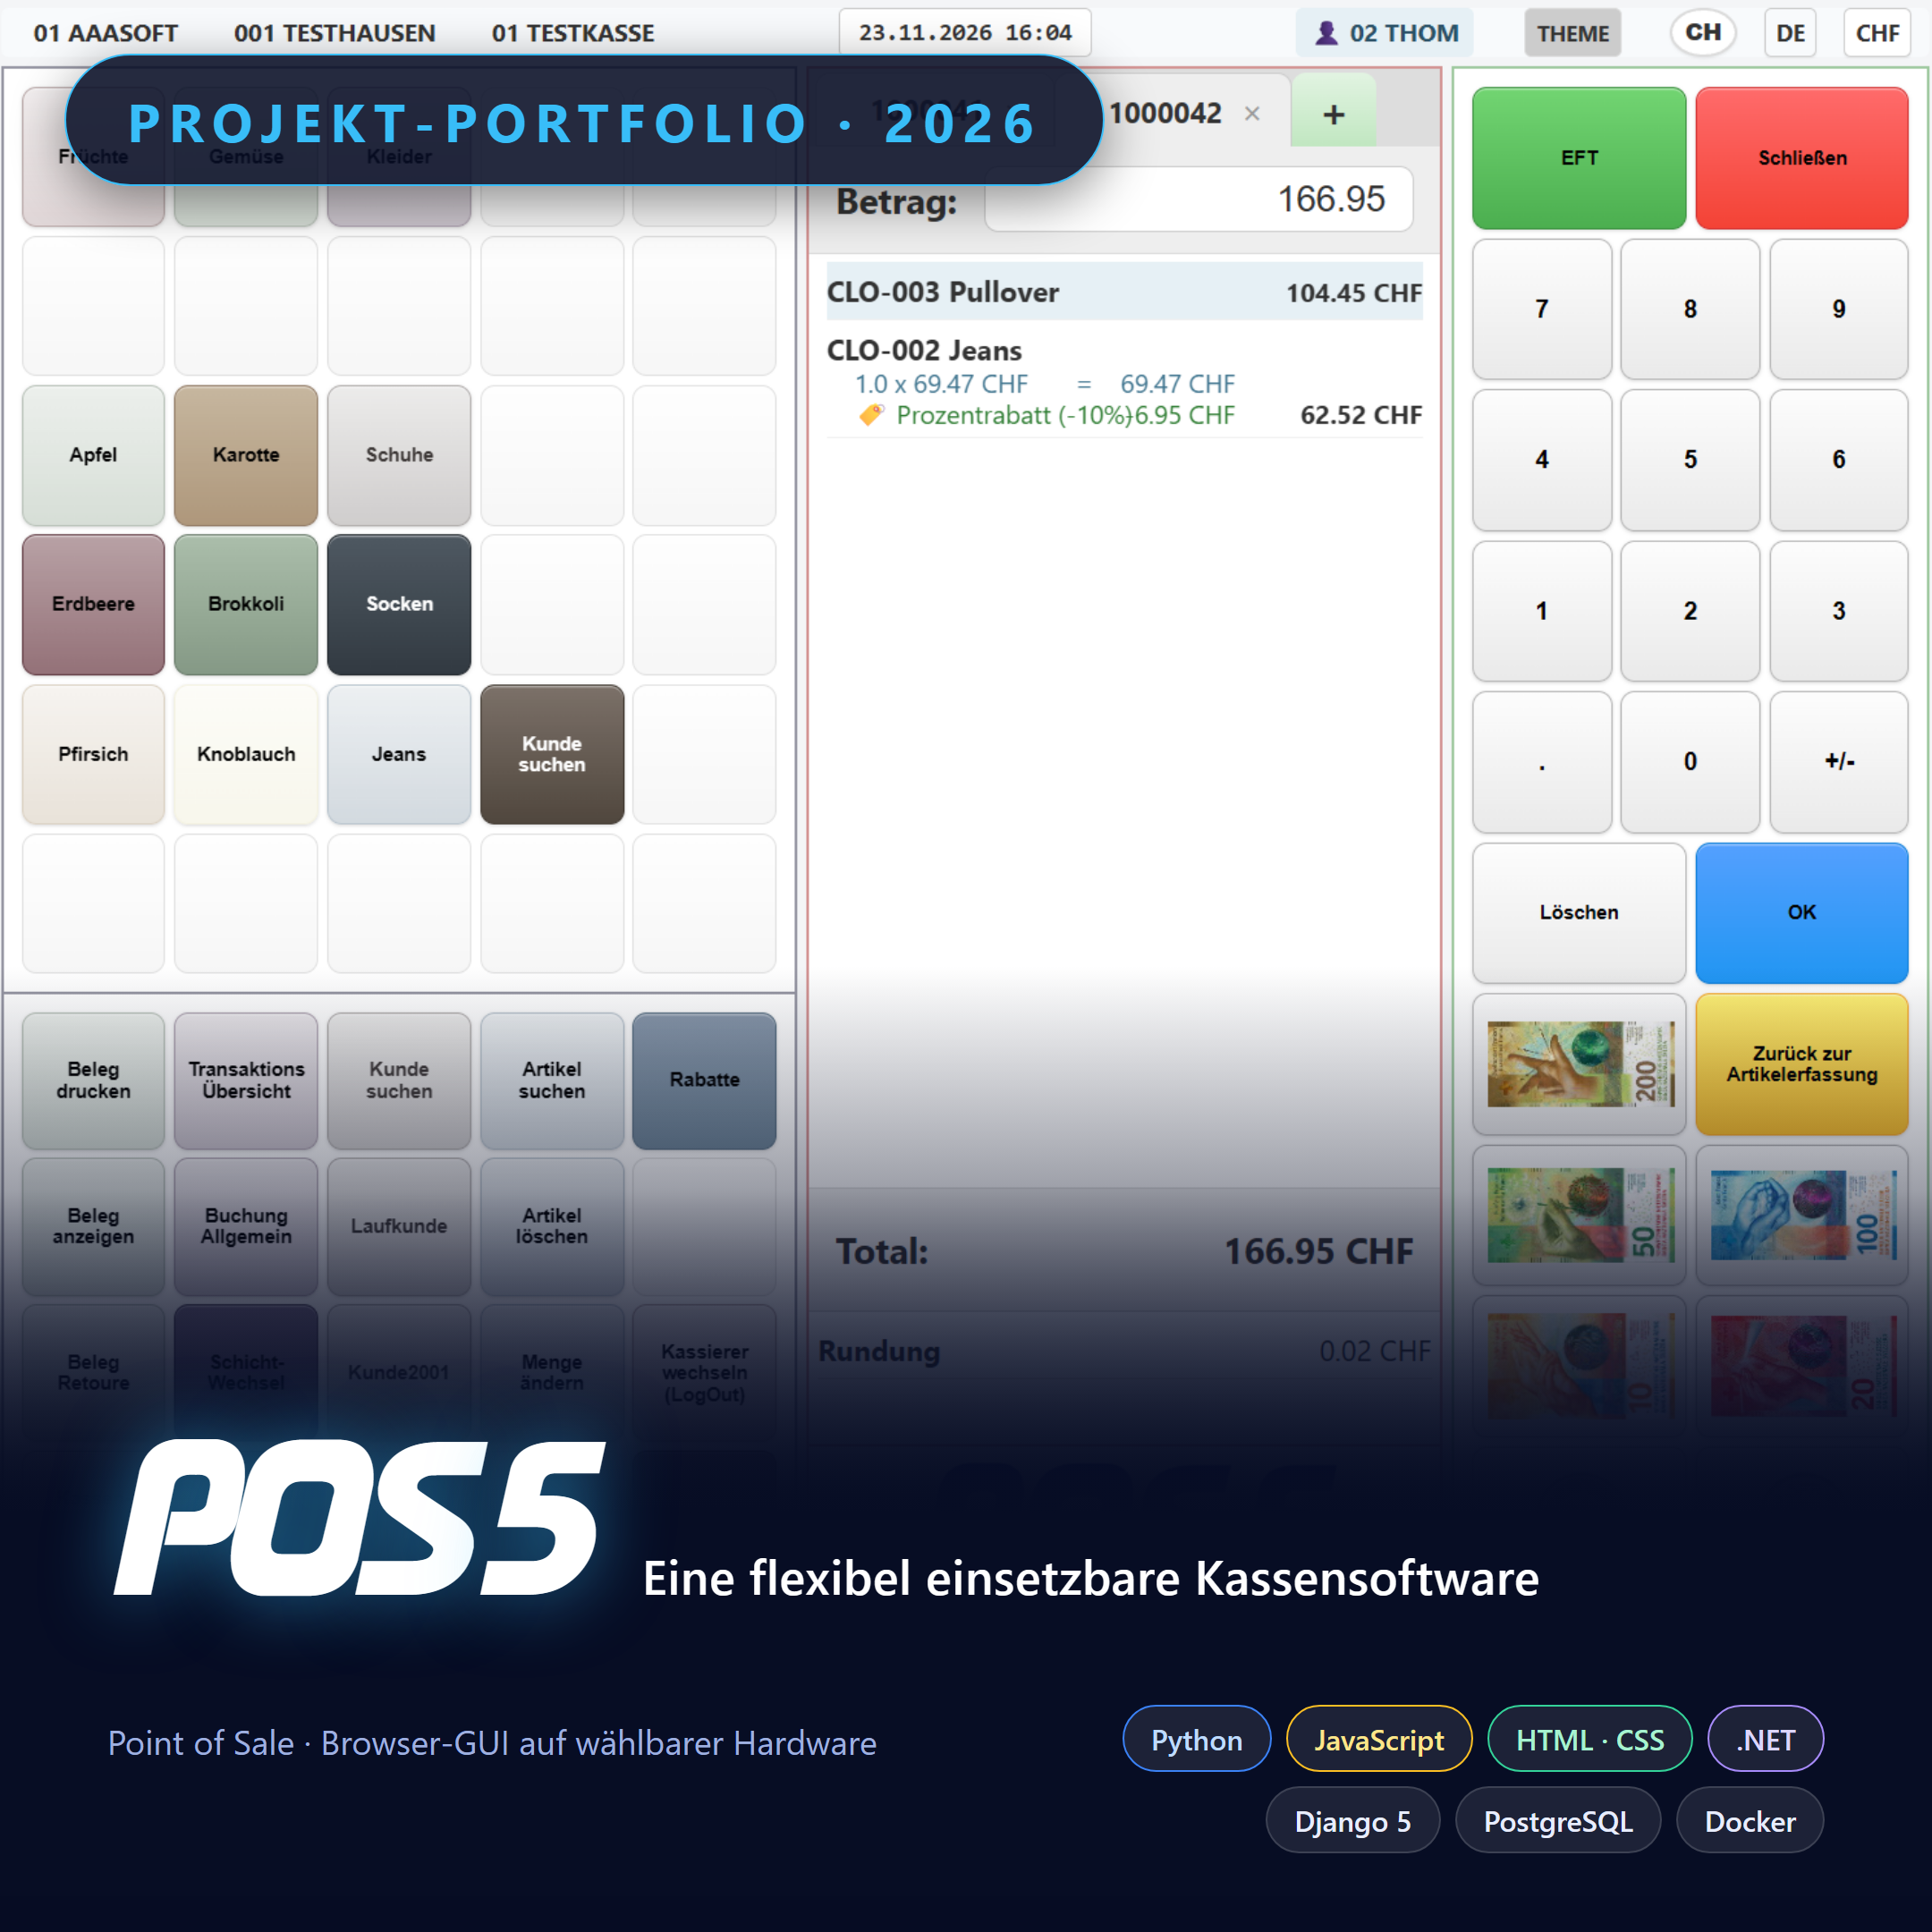 01 AAASOFT 001 TESTHAUSEN 01 TESTKASSE 23.11.2026 16:04 02 THOM THEME CH DE CHF
PROJEKT-PORTFOLIO · 2026
1000042 × +
Früchte Gemüse Kleider
Betrag: 166.95
CLO-003 Pullover 104.45 CHF
CLO-002 Jeans
1.0 x 69.47 CHF = 69.47 CHF
Prozentrabatt (-10%) -6.95 CHF 62.52 CHF
Apfel Karotte Schuhe
Erdbeere Brokkoli Socken
Pfirsich Knoblauch Jeans Kunde suchen
Beleg drucken Transaktions Übersicht Kunde suchen Artikel suchen Rabatte
Beleg anzeigen Buchung Allgemein Laufkunde Artikel löschen
Beleg Retoure Schicht-Wechsel Kunde2001 Menge ändern Kassierer wechseln (LogOut)
Total: 166.95 CHF
Rundung 0.02 CHF
EFT Schließen
7 8 9
4 5 6
1 2 3
. 0 +/-
Löschen OK
200 Zurück zur Artikelerfassung
50 100
10 20
POS5
Eine flexibel einsetzbare Kassensoftware
Point of Sale · Browser-GUI auf wählbarer Hardware
Python JavaScript HTML · CSS .NET
Django 5 PostgreSQL Docker